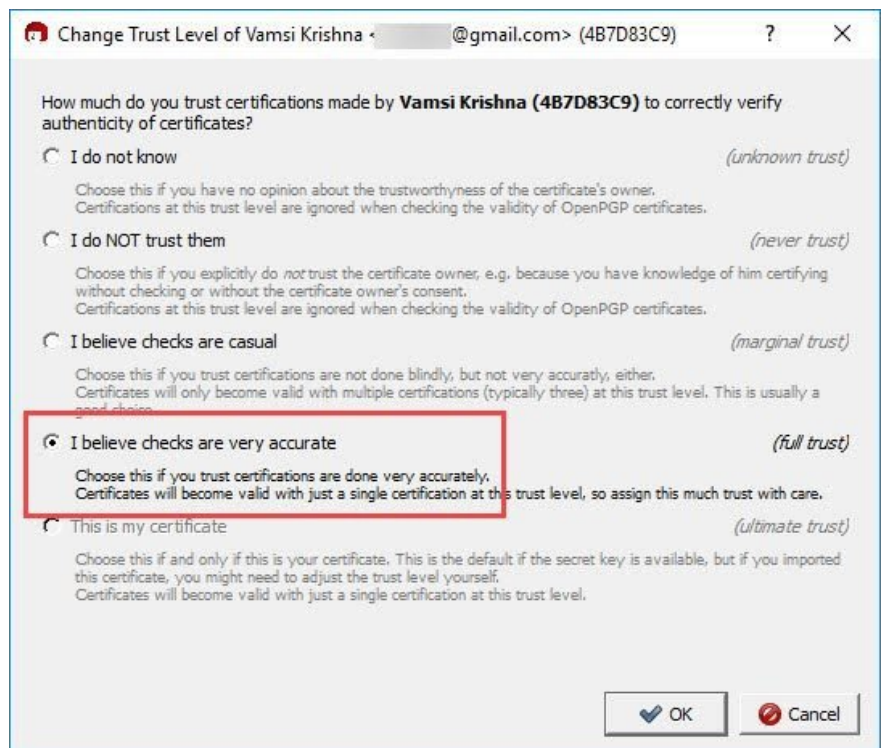 Change Trust Level of Vamsi Krishna < @gmail.com> (4B7D83C9) ?
How much do you trust certifications made by Vamsi Krishna (4B7D83C9) to correctly verify
authenticity of certificates?
I do not know (unknown trust)
Choose this if you have no opinion about the trustworthyness of the certificate's owner.
Certifications at this trust level are ignored when checking the validity of OpenPGP certificates.
I do NOT trust them (never trust)
Choose this if you explicitly do not trust the certificate owner, e.g. because you have knowledge of him certifying
without checking or without the certificate owner's consent.
Certifications at this trust level are ignored when checking the validity of OpenPGP certificates.
I believe checks are casual (marginal trust)
Choose this if you trust certifications are not done blindly, but not very accuratly, either.
Certificates will only become valid with multiple certifications (typically three) at this trust level. This is usually a
good choice.
I believe checks are very accurate (full trust)
Choose this if you trust certifications are done very accurately.
Certificates will become valid with just a single certification at this trust level, so assign this much trust with care.
This is my certificate (ultimate trust)
Choose this if and only if this is your certificate. This is the default if the secret key is available, but if you imported
this certificate, you might need to adjust the trust level yourself.
Certificates will become valid with just a single certification at this trust level.
OK Cancel